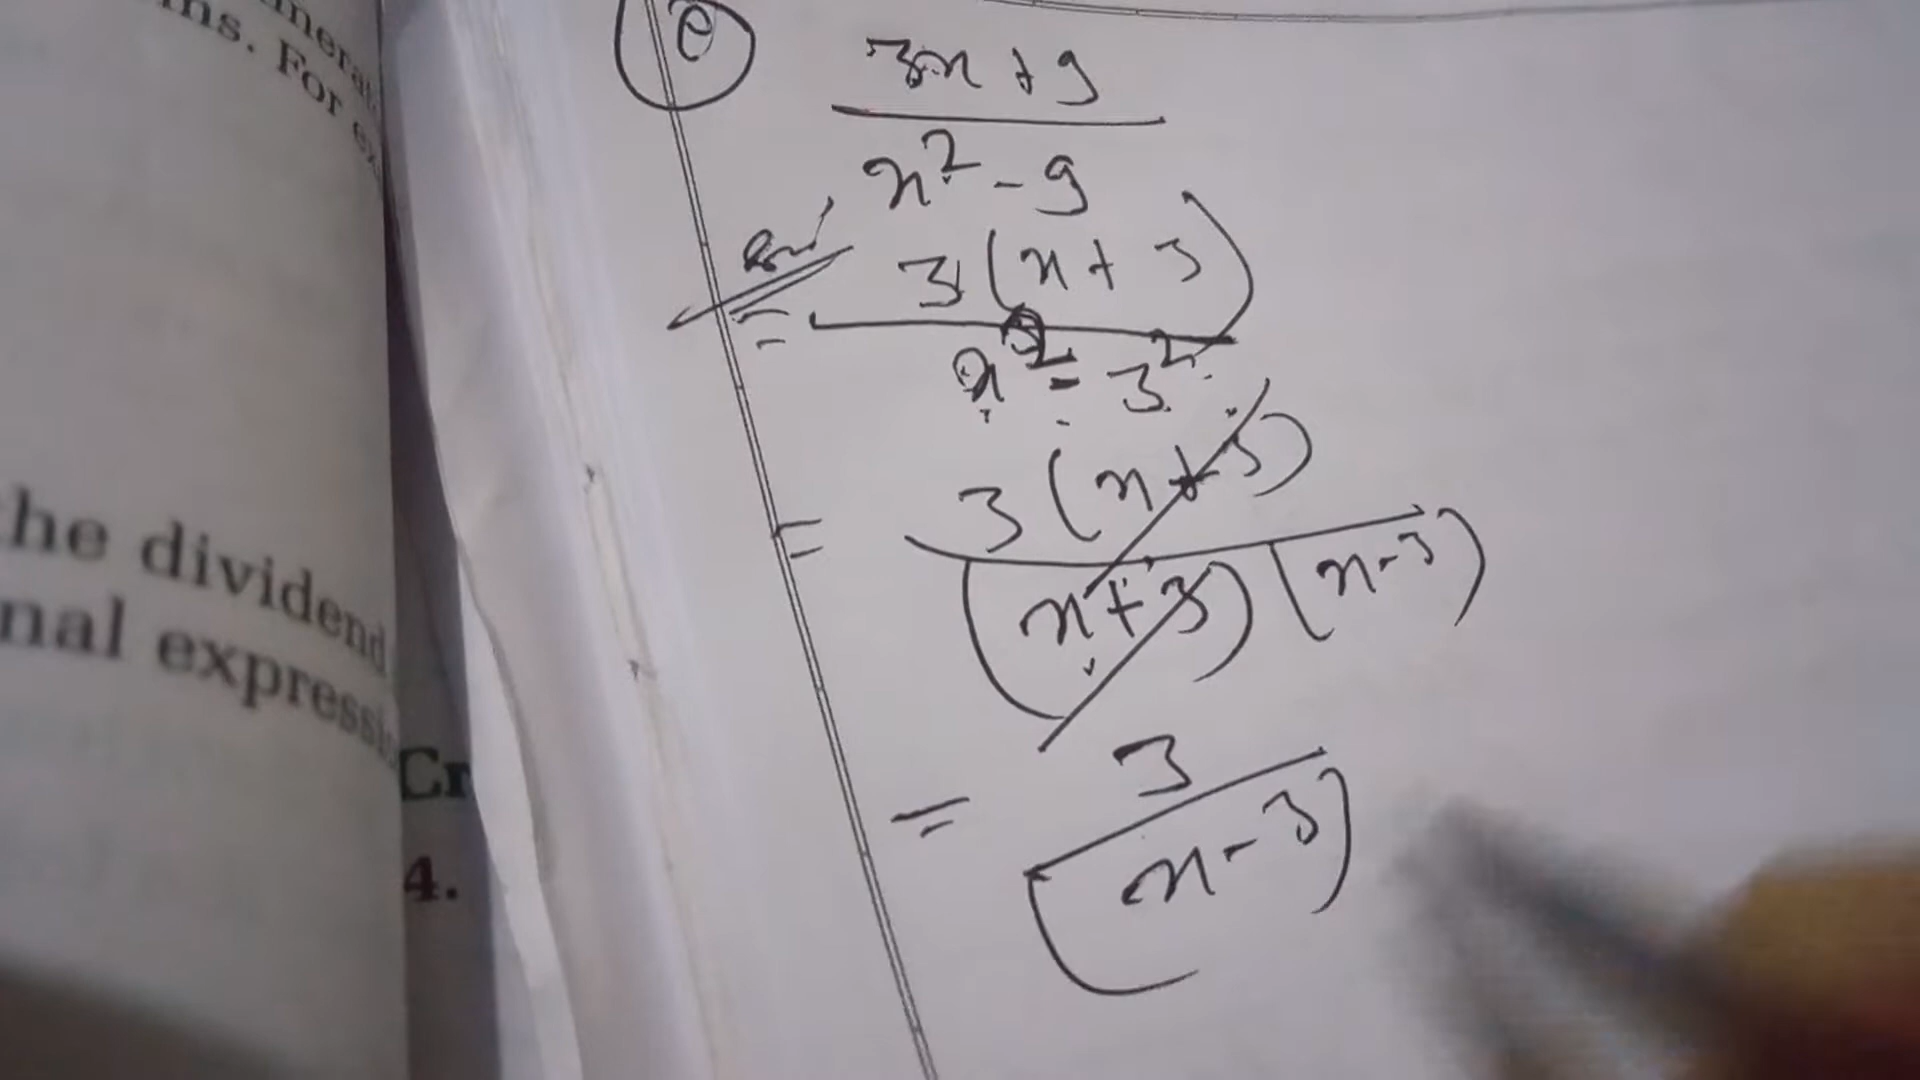 ns. For
he dividend
nal express
Cr
4.
e
3x + 9
x² - 9
= 3(x + 3)
x² - 3²
= 3(x + 3)
(x + 3)(x - 3)
= 3
(x - 3)